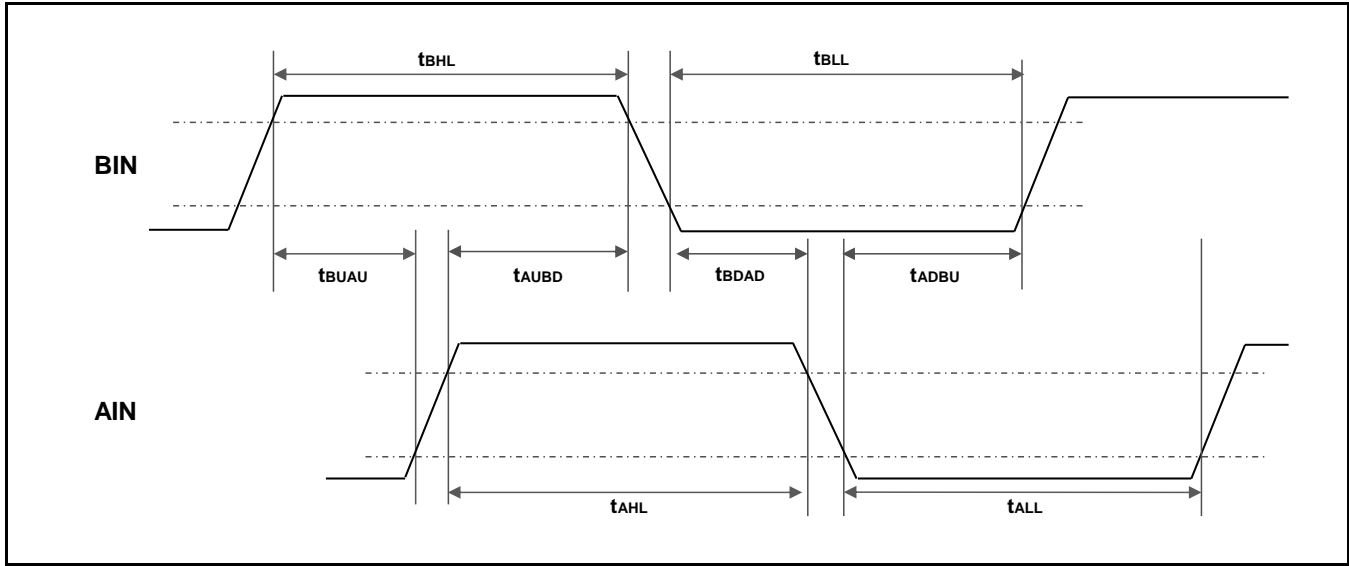 tBHL tBLL
BIN
tBUAU tAUBD tBDAD tADBU
AIN
tAHL tALL